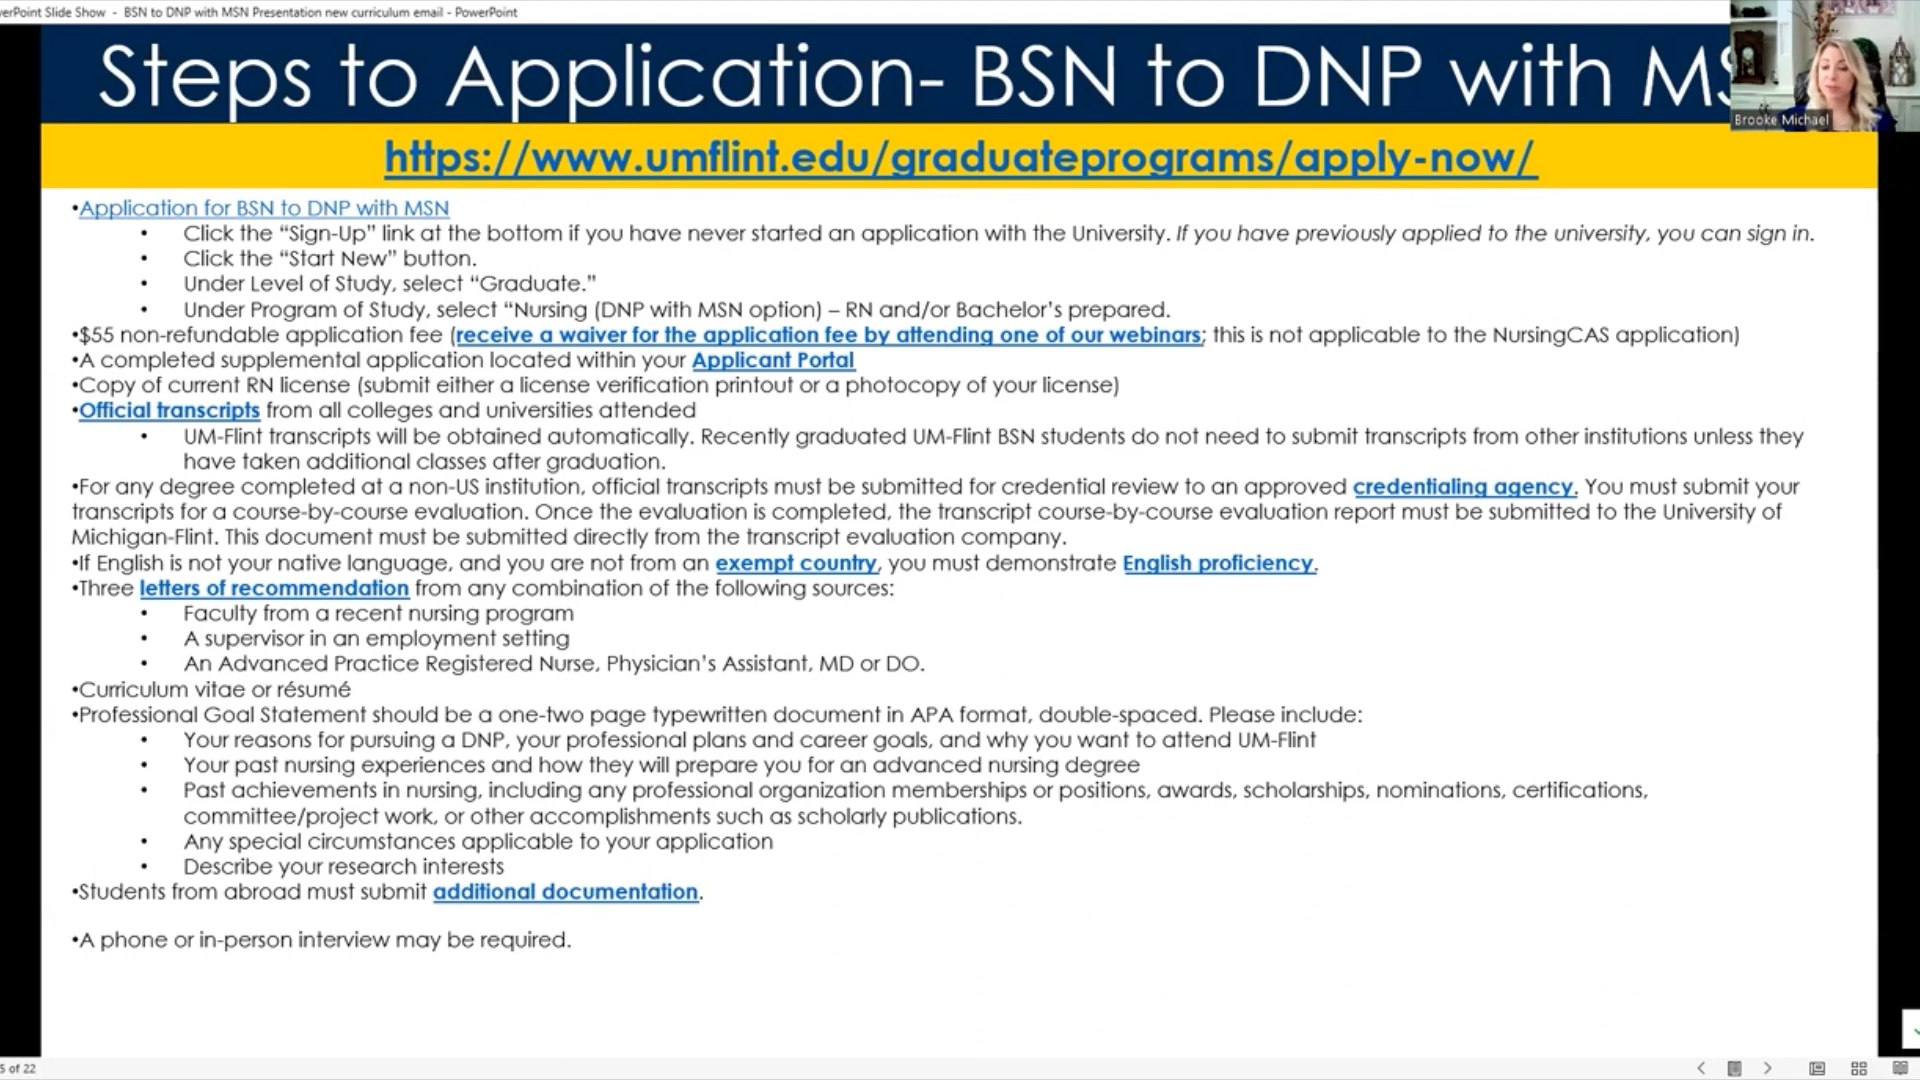 erPoint Slide Show - BSN to DNP with MSN Presentation new curriculum email - PowerPoint
Steps to Application- BSN to DNP with MS
Brooke Michael
https://www.umflint.edu/graduateprograms/apply-now/
•Application for BSN to DNP with MSN
• Click the “Sign-Up” link at the bottom if you have never started an application with the University. If you have previously applied to the university, you can sign in.
• Click the “Start New” button.
• Under Level of Study, select “Graduate.”
• Under Program of Study, select “Nursing (DNP with MSN option) – RN and/or Bachelor’s prepared.
•$55 non-refundable application fee (receive a waiver for the application fee by attending one of our webinars; this is not applicable to the NursingCAS application)
•A completed supplemental application located within your Applicant Portal
•Copy of current RN license (submit either a license verification printout or a photocopy of your license)
•Official transcripts from all colleges and universities attended
• UM-Flint transcripts will be obtained automatically. Recently graduated UM-Flint BSN students do not need to submit transcripts from other institutions unless they
have taken additional classes after graduation.
•For any degree completed at a non-US institution, official transcripts must be submitted for credential review to an approved credentialing agency. You must submit your
transcripts for a course-by-course evaluation. Once the evaluation is completed, the transcript course-by-course evaluation report must be submitted to the University of
Michigan-Flint. This document must be submitted directly from the transcript evaluation company.
•If English is not your native language, and you are not from an exempt country, you must demonstrate English proficiency.
•Three letters of recommendation from any combination of the following sources:
• Faculty from a recent nursing program
• A supervisor in an employment setting
• An Advanced Practice Registered Nurse, Physician’s Assistant, MD or DO.
•Curriculum vitae or résumé
•Professional Goal Statement should be a one-two page typewritten document in APA format, double-spaced. Please include:
• Your reasons for pursuing a DNP, your professional plans and career goals, and why you want to attend UM-Flint
• Your past nursing experiences and how they will prepare you for an advanced nursing degree
• Past achievements in nursing, including any professional organization memberships or positions, awards, scholarships, nominations, certifications,
committee/project work, or other accomplishments such as scholarly publications.
• Any special circumstances applicable to your application
• Describe your research interests
•Students from abroad must submit additional documentation.
•A phone or in-person interview may be required.
5 of 22